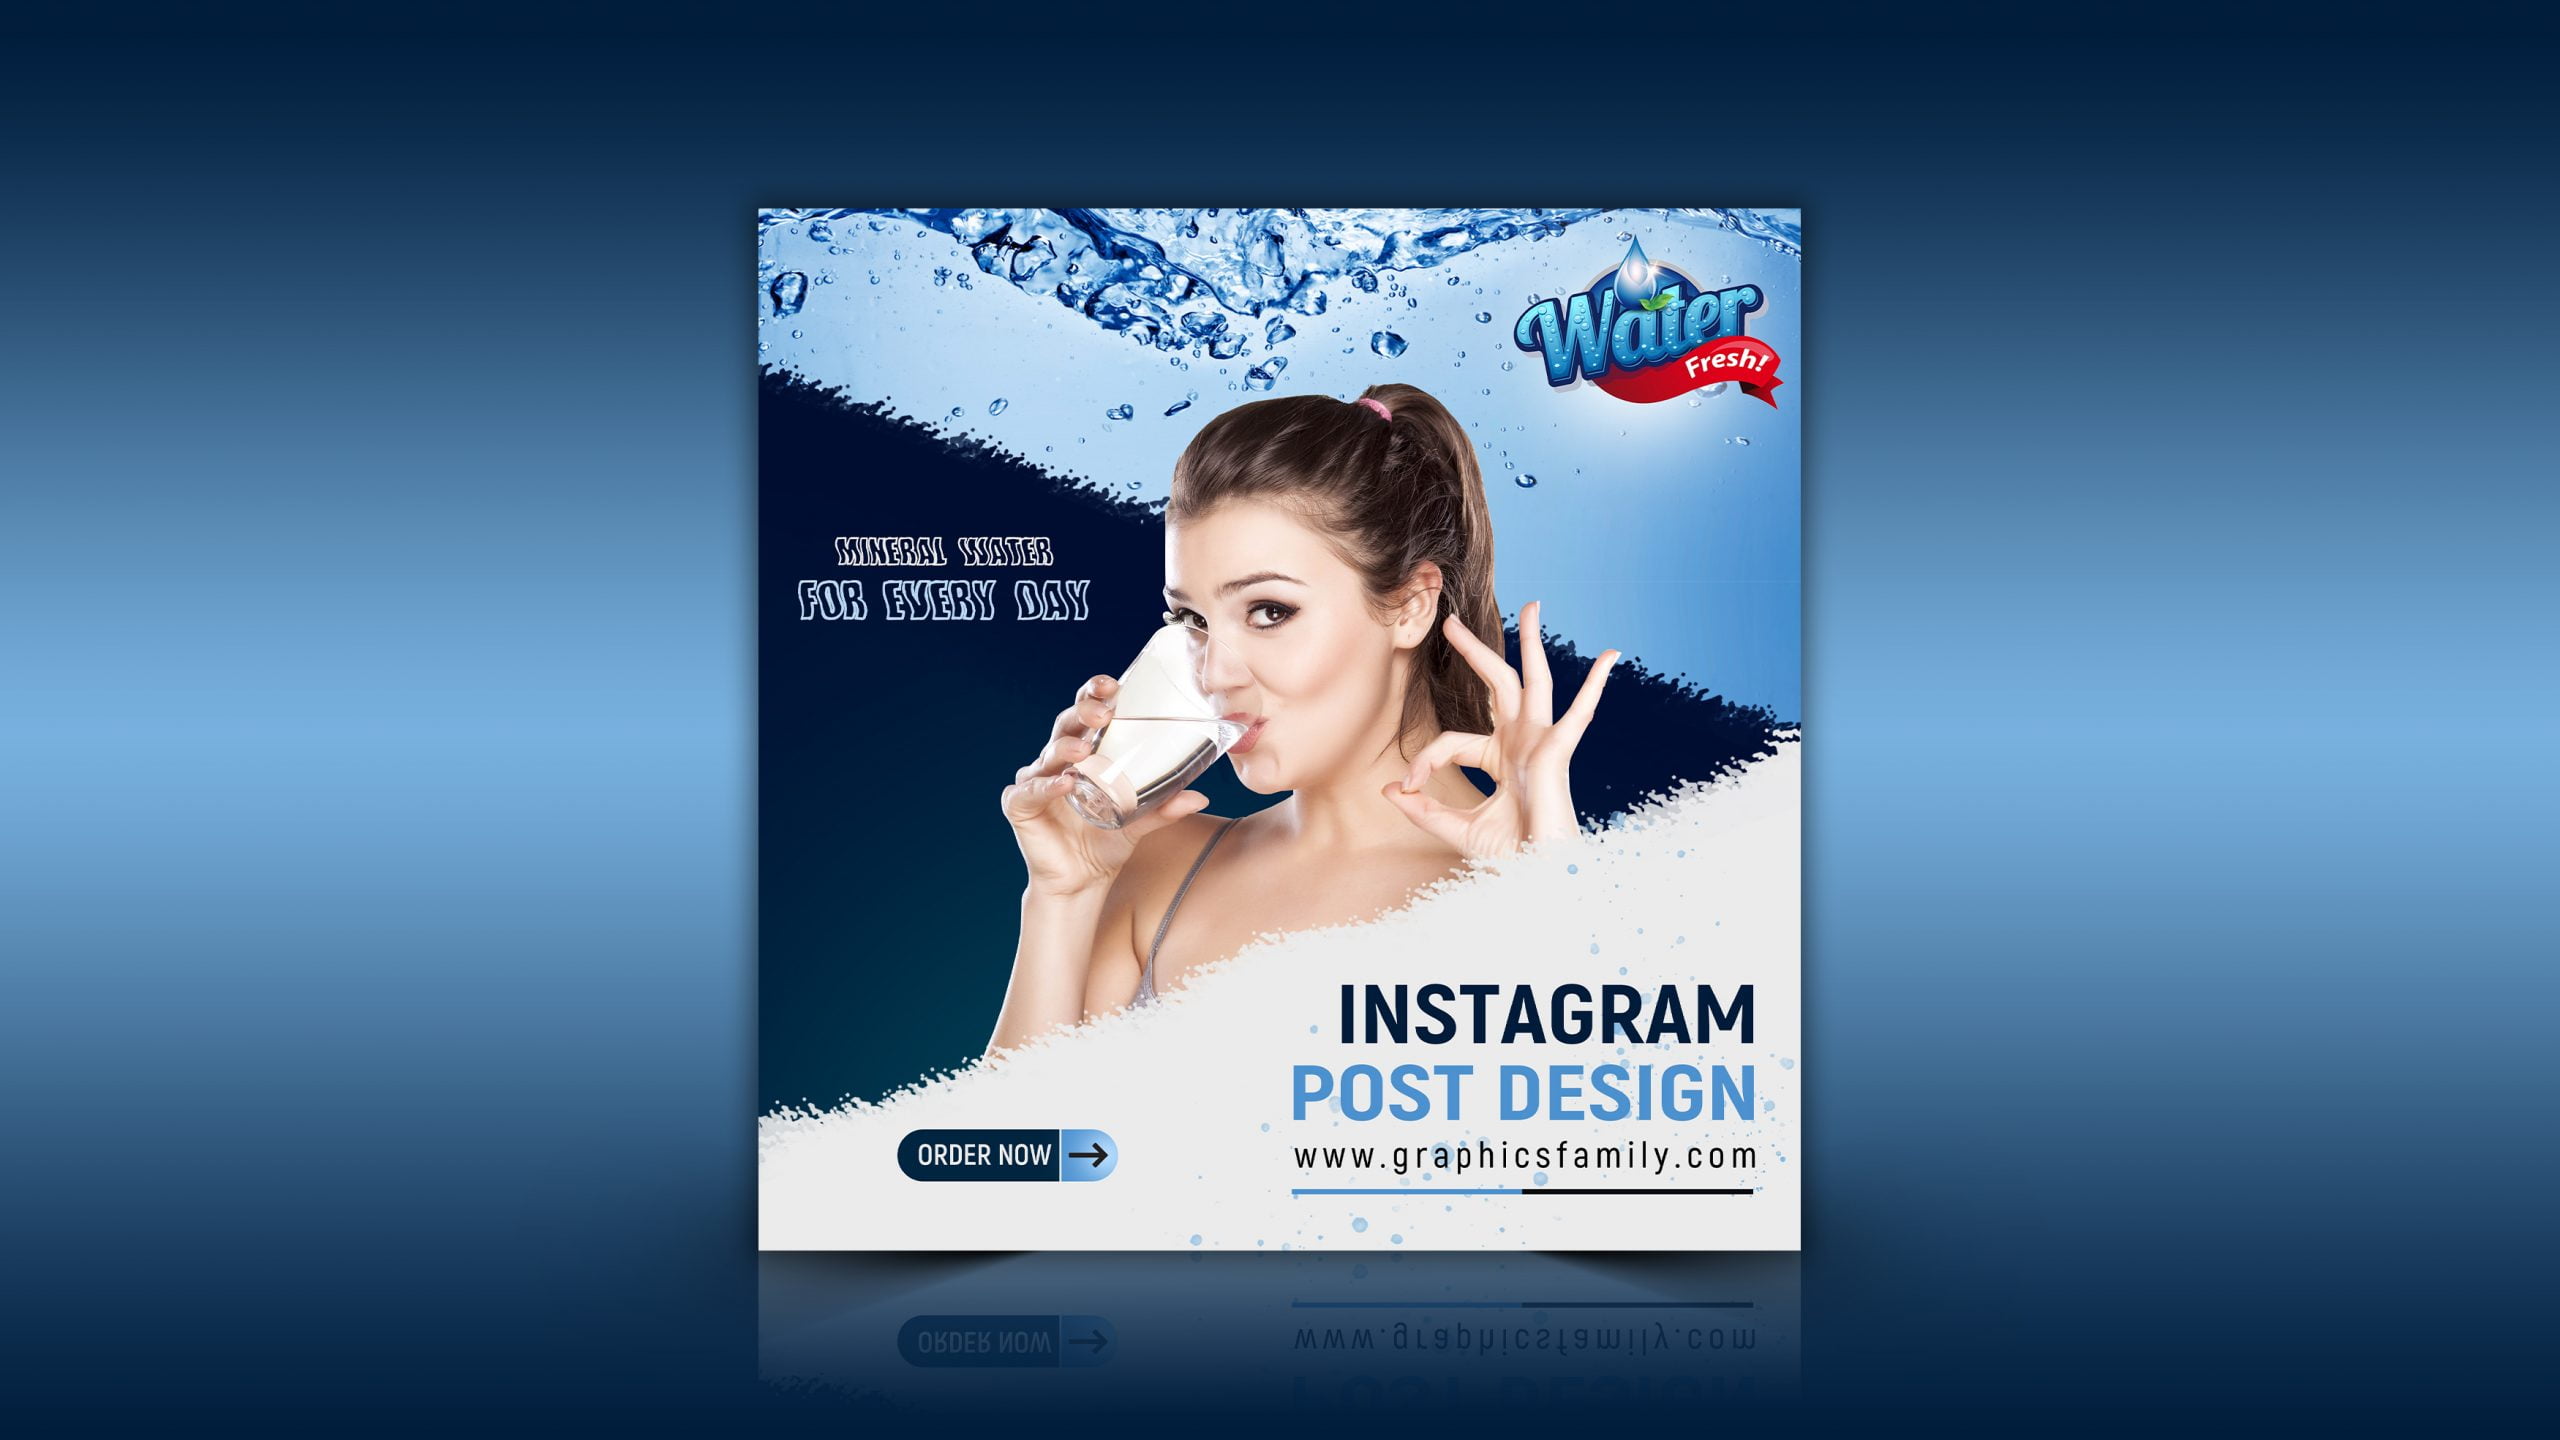 Water
Fresh!
MINERAL WATER
FOR EVERY DAY
INSTAGRAM
POST DESIGN
www.graphicsfamily.com
ORDER NOW